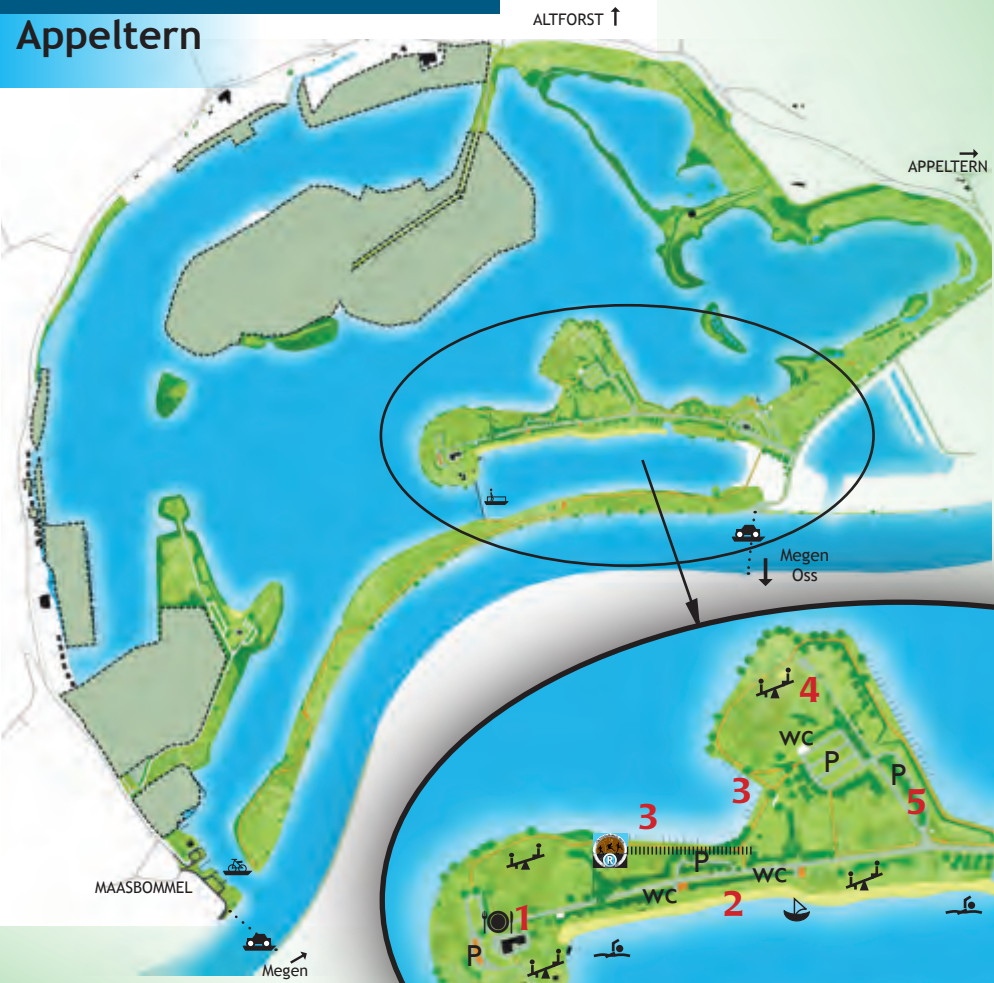 Appeltern
ALTFORST
APPELTERN
Megen
Oss
MAASBOMMEL
Megen
4
WC
P
P
3
5
3
R
P
WC
WC
2
1
P